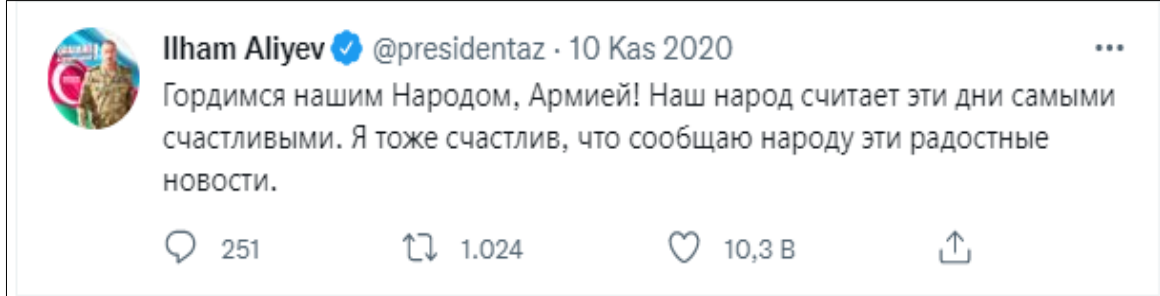 Ilham Aliyev @presidentaz · 10 Kas 2020
Гордимся нашим Народом, Армией! Наш народ считает эти дни самыми
счастливыми. Я тоже счастлив, что сообщаю народу эти радостные
новости.
251 1.024 10,3 B